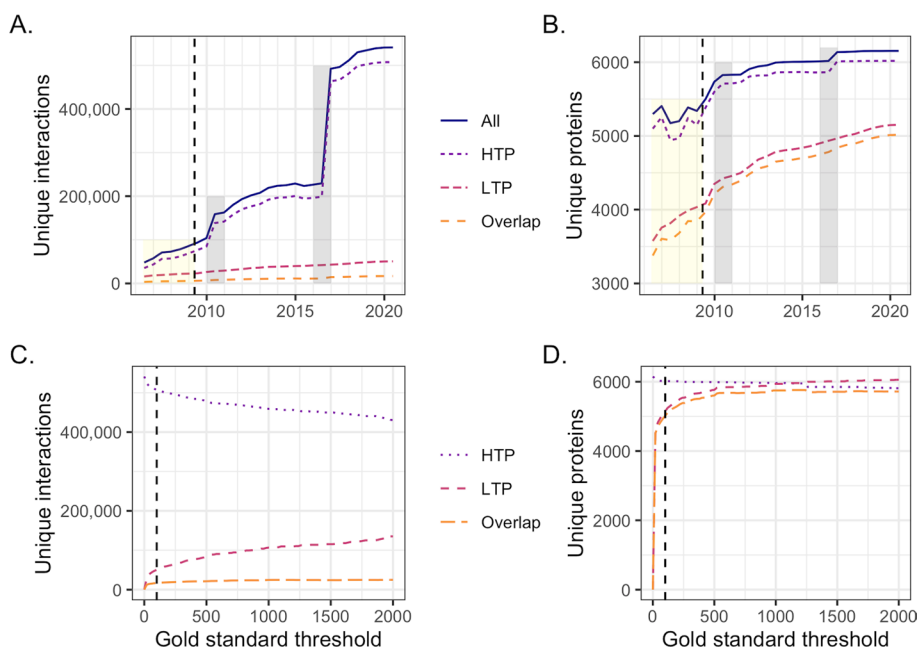 A.
Unique interactions
400,000
200,000
0
2010
2015
2020
All
HTP
LTP
Overlap
B.
Unique proteins
6000
5000
4000
3000
2010
2015
2020
C.
Unique interactions
400,000
200,000
0
0
500
1000
1500
2000
Gold standard threshold
HTP
LTP
Overlap
D.
Unique proteins
6000
4000
2000
0
0
500
1000
1500
2000
Gold standard threshold